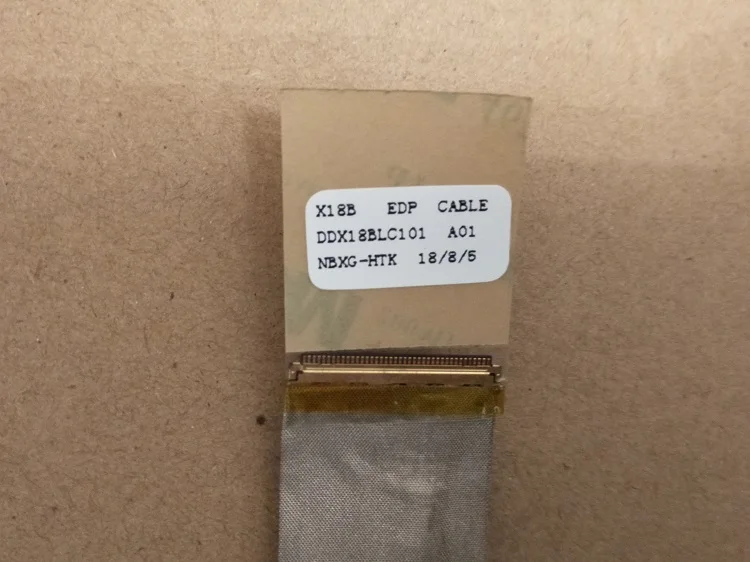 X18B EDP CABLE
DDX18BLC101 A01
NBXG-HTK 18/8/5